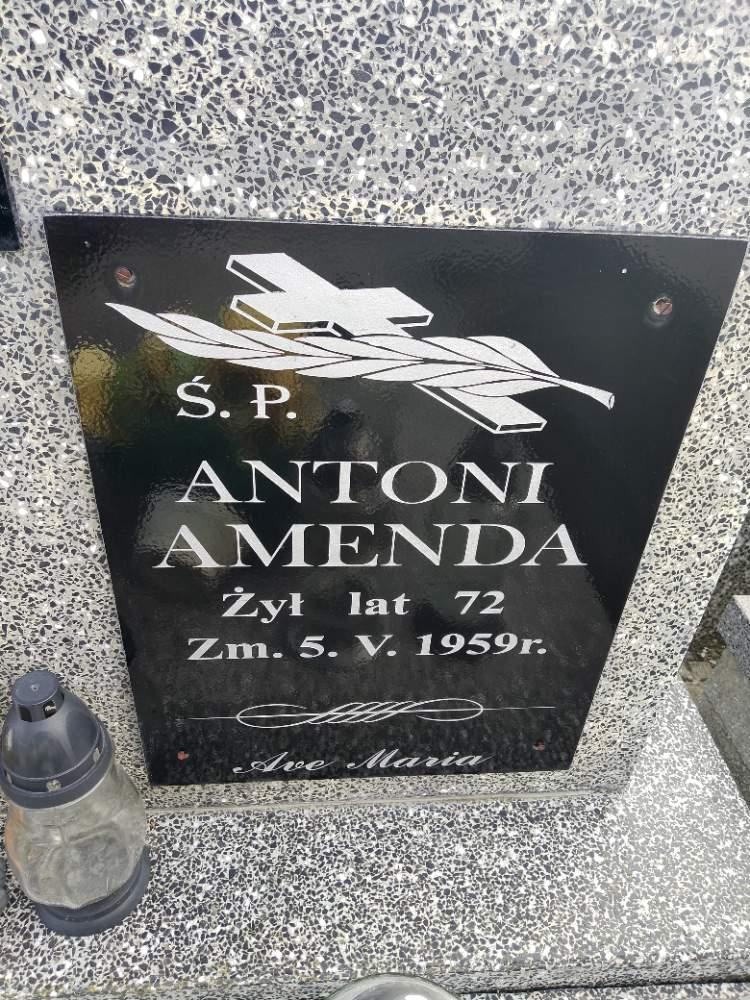 Ś. P.
ANTONI
AMENDA
Żył lat 72
Zm. 5. V. 1959r.
Ave Maria